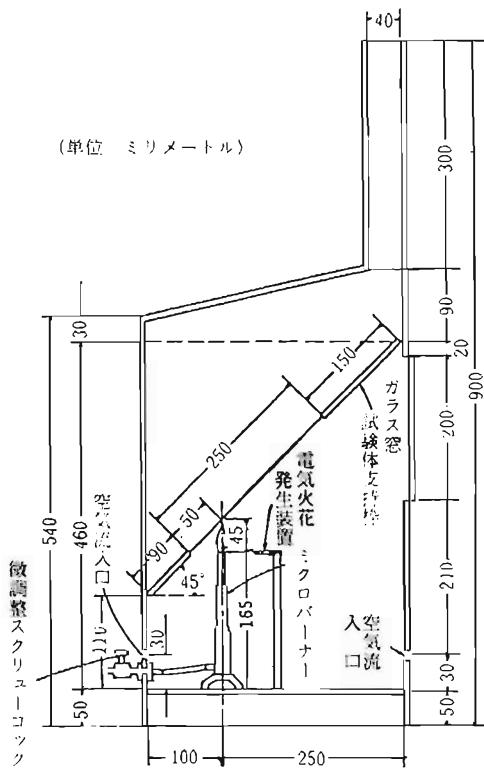 40
(単位 ミリメートル)
300
90
20
900
200
210
30
50
30
540
460
50
150
250
50
90
45°
45
165
30
110
ガラス窓
試験体支持枠
電気火花
発生装置
ミクロバーナー
空気流入口
空気流
入口
微調整スクリューコック
100
250